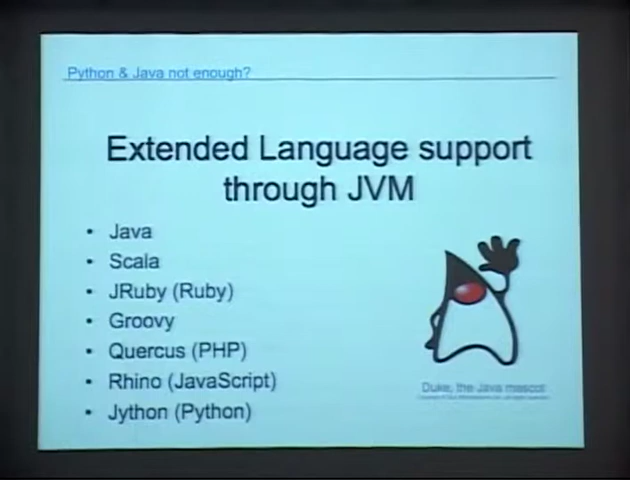 Python & Java not enough?
Extended Language support
through JVM
• Java
• Scala
• JRuby (Ruby)
• Groovy
• Quercus (PHP)
• Rhino (JavaScript)
• Jython (Python)
Duke, the Java mascot